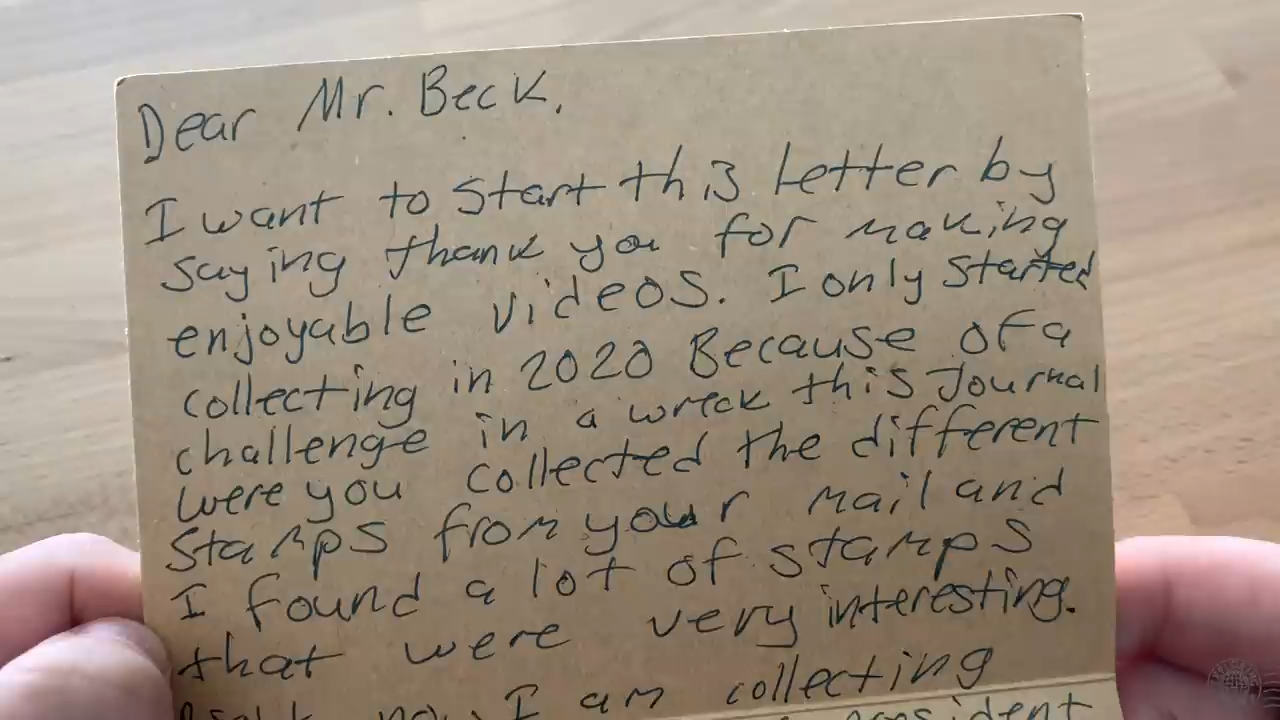 Dear Mr. Beck,
I want to start this letter by
saying thank you for making
enjoyable videos. I only started
collecting in 2020 Because of a
challenge in a wreck this Journal
were you collected the different
stamps from your mail and
I found a lot of stamps
that were very interesting.
I am collecting